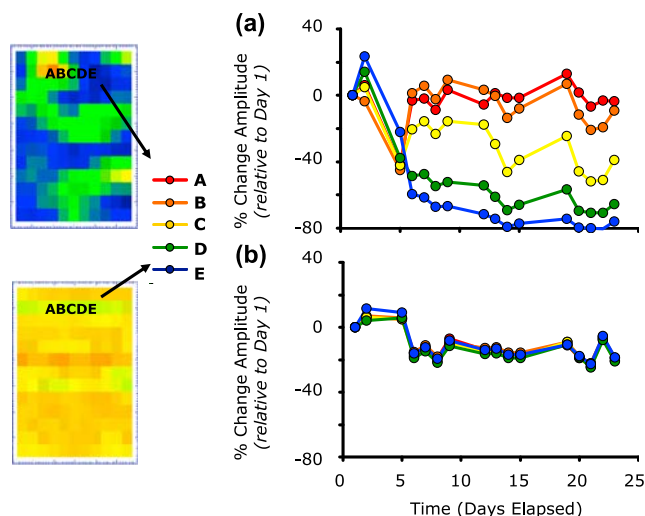 (a)
ABCDE
% Change Amplitude
(relative to Day 1)
40
0
-40
-80
A
B
C
D
E
(b)
ABCDE
% Change Amplitude
(relative to Day 1)
40
0
-40
-80
0
5
10
15
20
25
Time (Days Elapsed)